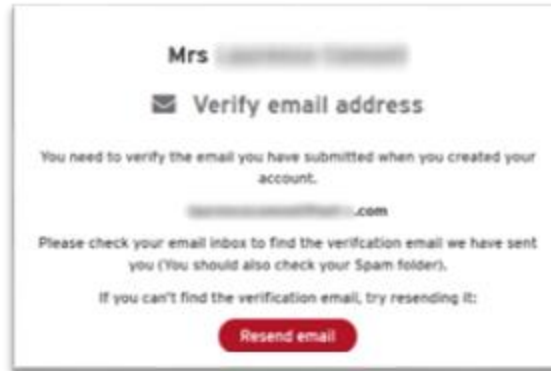 Mrs
Verify email address
You need to verify the email you have submitted when you created your
account.
.com
Please check your email inbox to find the verifcation email we have sent
you (You should also check your Spam folder).
If you can't find the verification email, try resending it:
Resend email